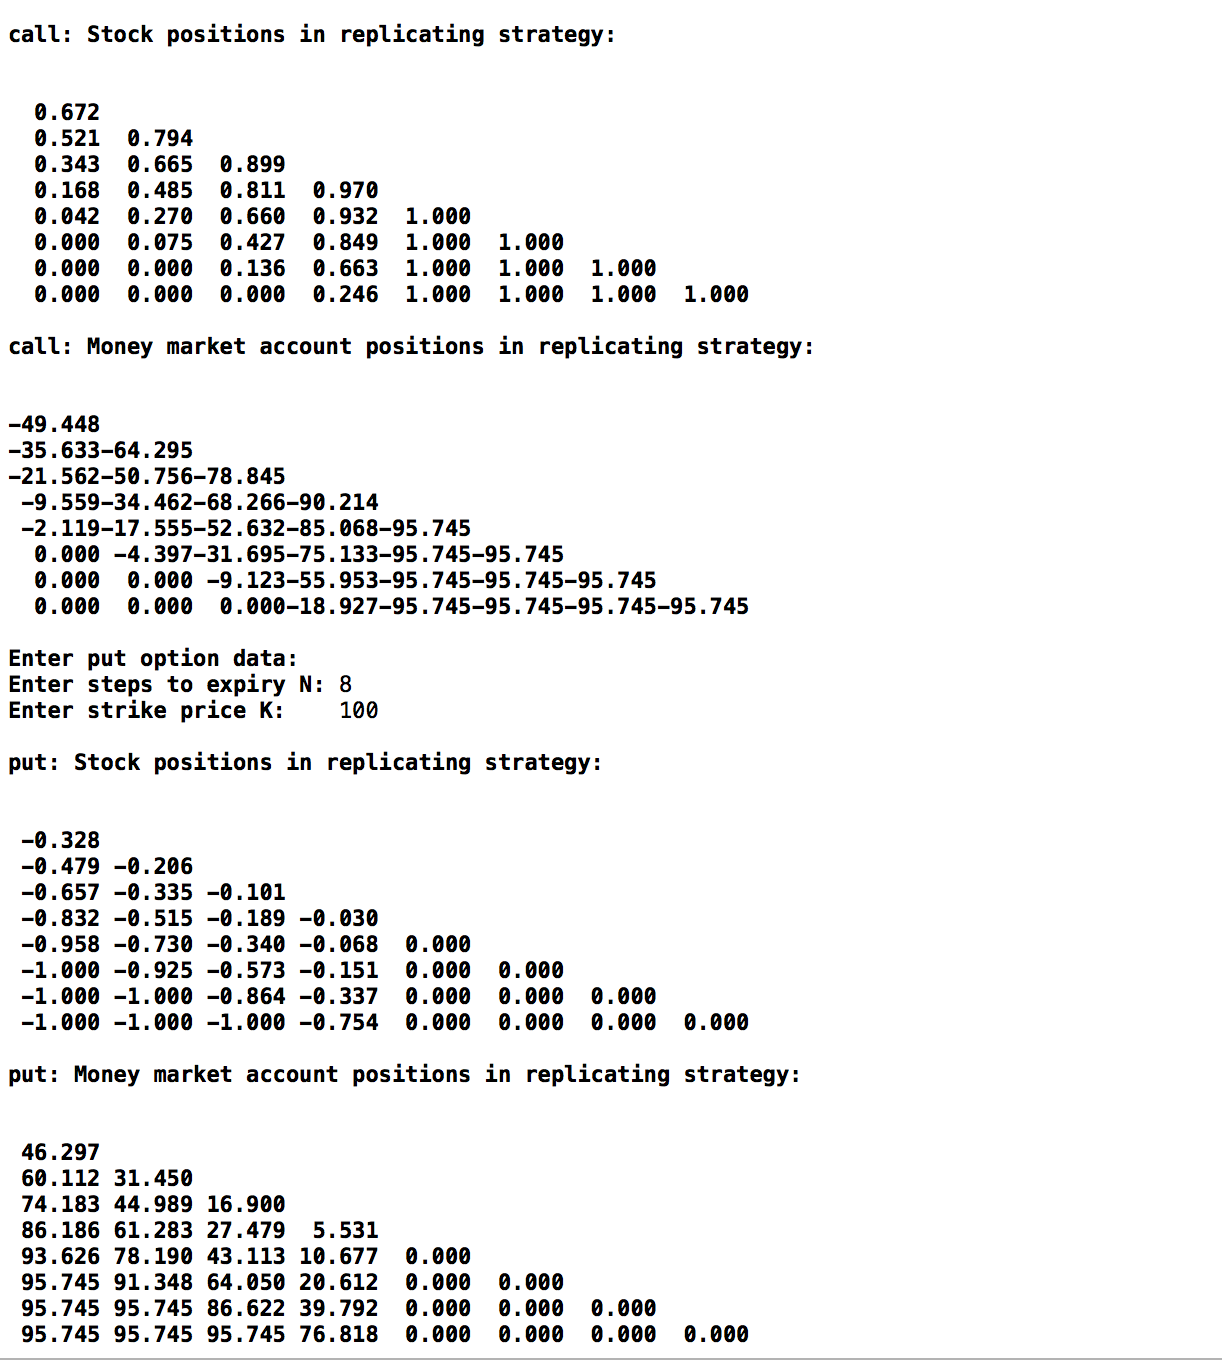 call: Stock positions in replicating strategy:
0.672
0.521 0.794
0.343 0.665 0.899
0.168 0.485 0.811 0.970
0.042 0.270 0.660 0.932 1.000
0.000 0.075 0.427 0.849 1.000 1.000
0.000 0.000 0.136 0.663 1.000 1.000 1.000
0.000 0.000 0.000 0.246 1.000 1.000 1.000 1.000
call: Money market account positions in replicating strategy:
-49.448
-35.633-64.295
-21.562-50.756-78.845
-9.559-34.462-68.266-90.214
-2.119-17.555-52.632-85.068-95.745
0.000 -4.397-31.695-75.133-95.745-95.745
0.000 0.000 -9.123-55.953-95.745-95.745-95.745
0.000 0.000 0.000-18.927-95.745-95.745-95.745-95.745
Enter put option data:
Enter steps to expiry N: 8
Enter strike price K: 100
put: Stock positions in replicating strategy:
-0.328
-0.479 -0.206
-0.657 -0.335 -0.101
-0.832 -0.515 -0.189 -0.030
-0.958 -0.730 -0.340 -0.068 0.000
-1.000 -0.925 -0.573 -0.151 0.000 0.000
-1.000 -1.000 -0.864 -0.337 0.000 0.000 0.000
-1.000 -1.000 -1.000 -0.754 0.000 0.000 0.000 0.000
put: Money market account positions in replicating strategy:
46.297
60.112 31.450
74.183 44.989 16.900
86.186 61.283 27.479 5.531
93.626 78.190 43.113 10.677 0.000
95.745 91.348 64.050 20.612 0.000 0.000
95.745 95.745 86.622 39.792 0.000 0.000 0.000
95.745 95.745 95.745 76.818 0.000 0.000 0.000 0.000